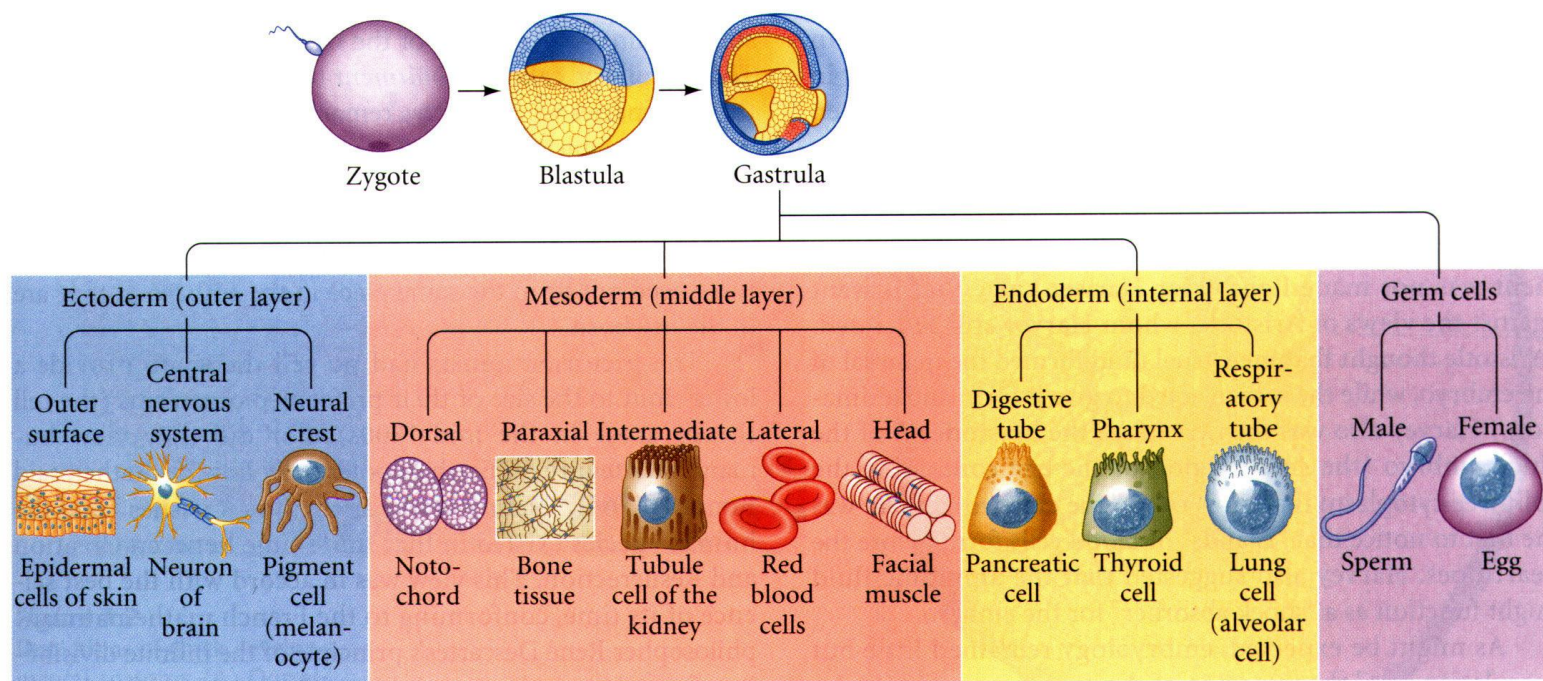 Zygote
Blastula
Gastrula
Ectoderm (outer layer)
Mesoderm (middle layer)
Endoderm (internal layer)
Germ cells
Outer
surface
Central
nervous
system
Neural
crest
Dorsal
Paraxial
Intermediate
Lateral
Head
Digestive
tube
Pharynx
Respir-
atory
tube
Male
Female
Epidermal
cells of skin
Neuron
of
brain
Pigment
cell
(melan-
ocyte)
Noto-
chord
Bone
tissue
Tubule
cell of the
kidney
Red
blood
cells
Facial
muscle
Pancreatic
cell
Thyroid
cell
Lung
cell
(alveolar
cell)
Sperm
Egg